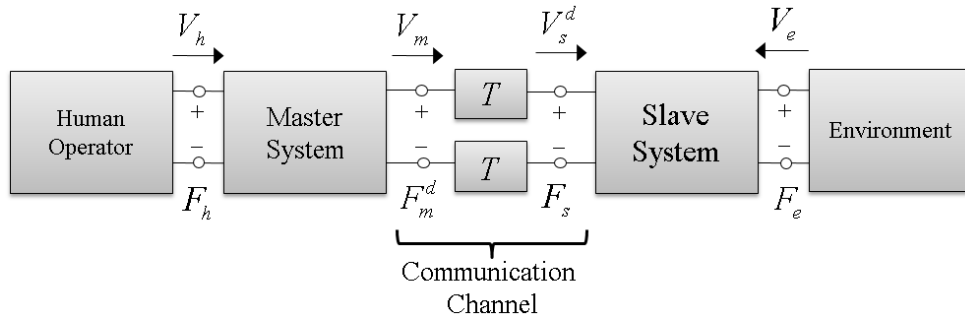 V_h
V_m
V_s^d
V_e
Human
Operator
+
−
Master
System
+
−
T
T
+
−
Slave
System
+
−
Environment
F_h
F_m^d
F_s
F_e
Communication
Channel